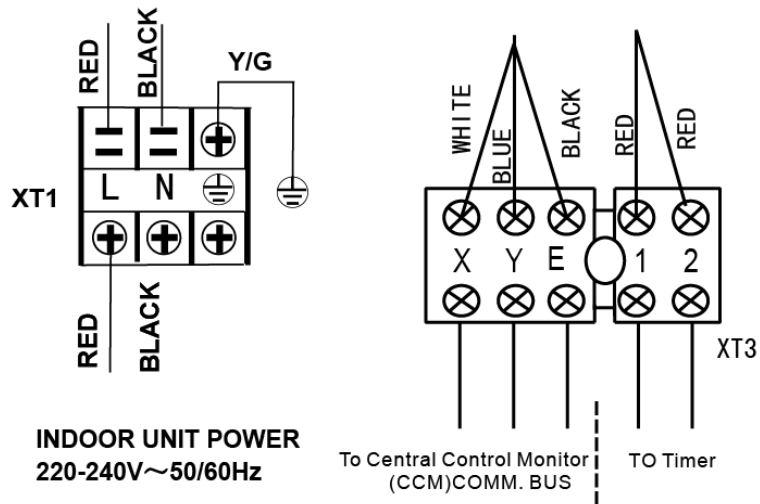 RED
BLACK
Y/G
XT1
L N
RED
BLACK
INDOOR UNIT POWER
220-240V～50/60Hz
WHITE
BLUE
BLACK
RED
RED
X Y E 1 2
XT3
To Central Control Monitor
(CCM)COMM. BUS
TO Timer